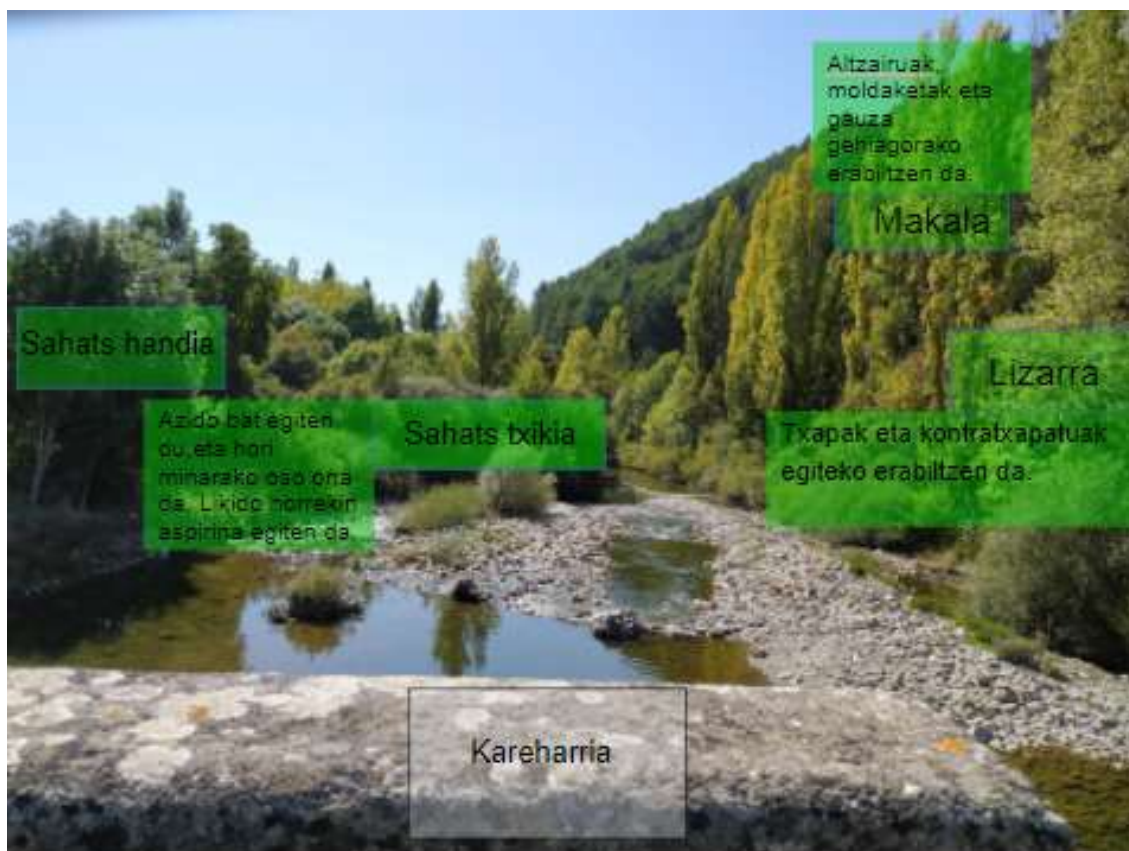 Altzairuak,
moldaketak eta
gauza
gehiagorako
erabiltzen da.
Makala
Sahats handia
Lizarra
Azido bat egiten
du,eta hori
minarako oso ona
da. Likido horrekin
aspirina egiten da.
Sahats txikia
Txapak eta kontratxapatuak
egiteko erabiltzen da.
Kareharria